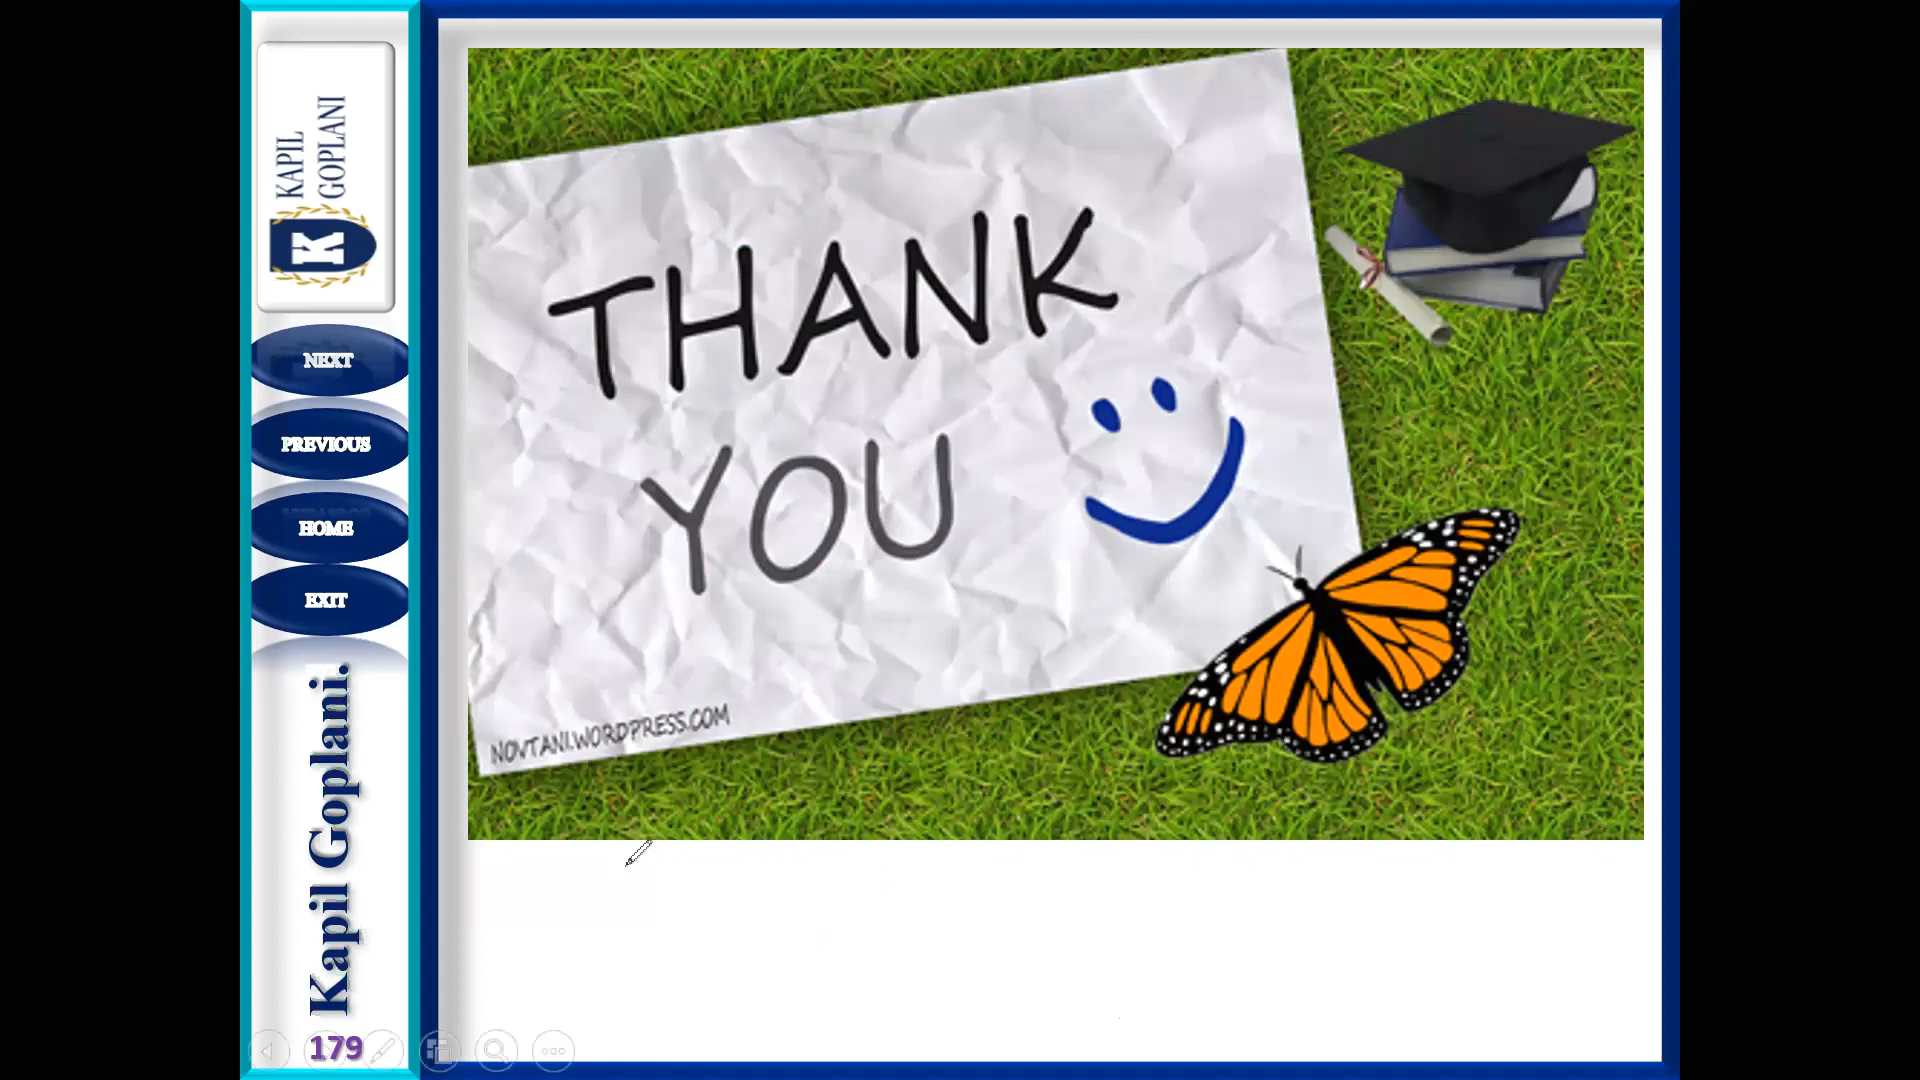 KAPIL
GOPLANI
K
NEXT
PREVIOUS
HOME
EXIT
Kapil Goplani.
179
THANK
YOU
NOVTANI.WORDPRESS.COM